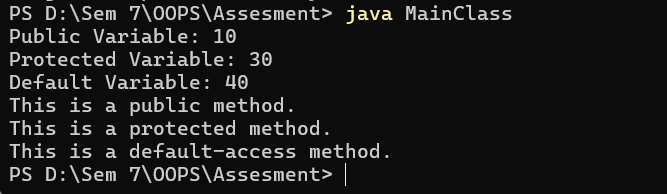 PS D:\Sem 7\OOPS\Assesment> java MainClass
Public Variable: 10
Protected Variable: 30
Default Variable: 40
This is a public method.
This is a protected method.
This is a default-access method.
PS D:\Sem 7\OOPS\Assesment>